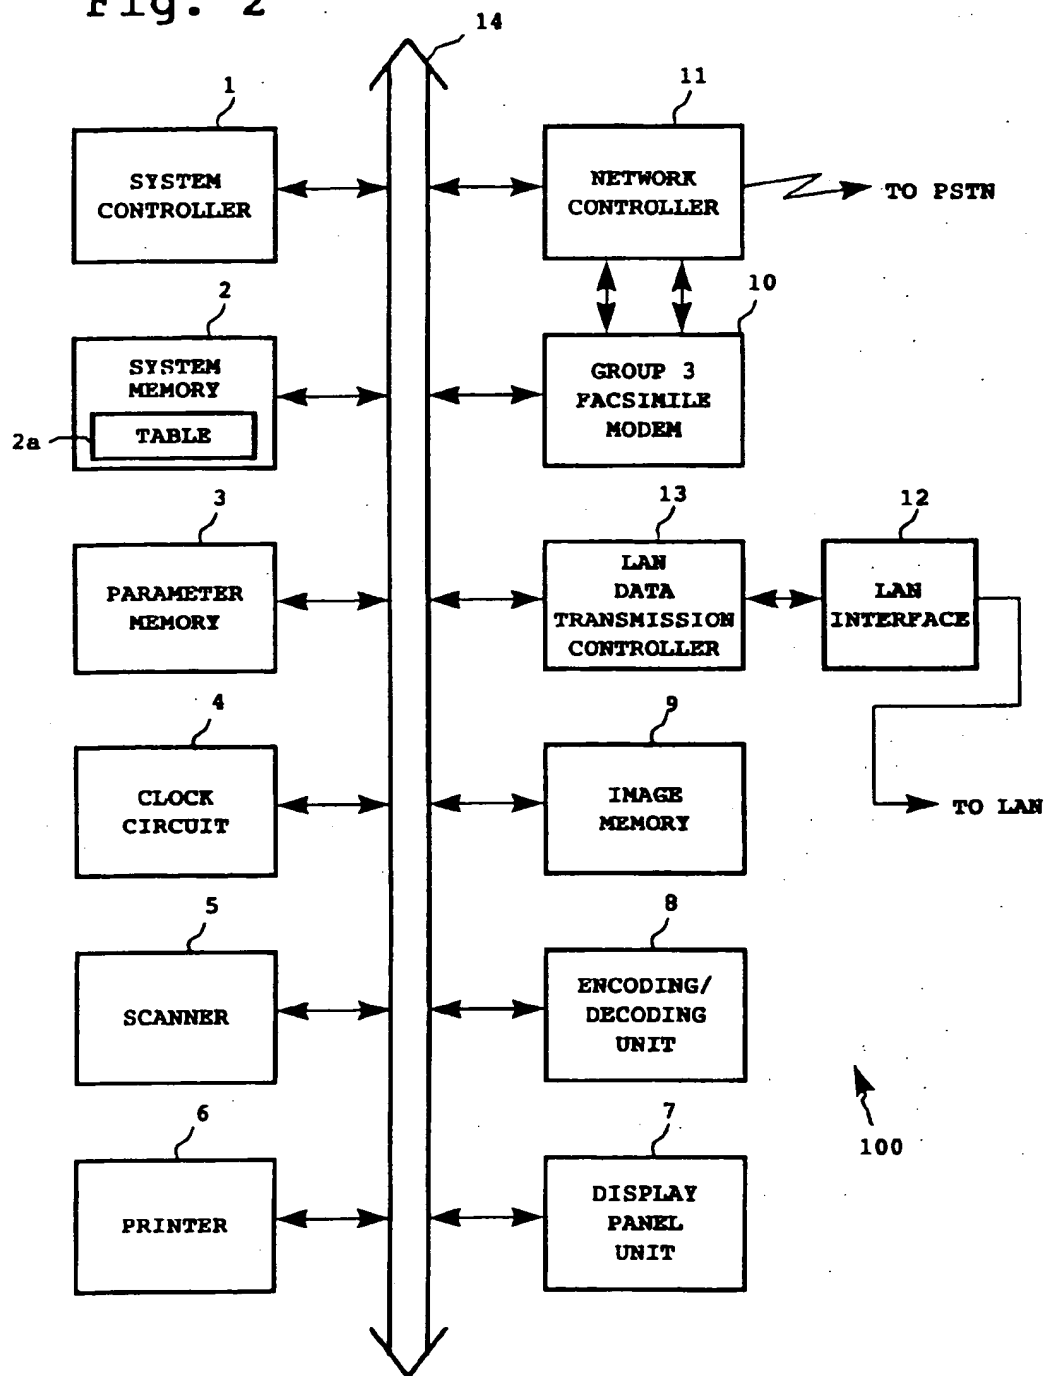 Fig. 2
14
1
SYSTEM
CONTROLLER
11
NETWORK
CONTROLLER
TO PSTN
2
SYSTEM
MEMORY
2a
TABLE
10
GROUP 3
FACSIMILE
MODEM
3
PARAMETER
MEMORY
13
LAN
DATA
TRANSMISSION
CONTROLLER
12
LAN
INTERFACE
4
CLOCK
CIRCUIT
9
IMAGE
MEMORY
TO LAN
5
SCANNER
8
ENCODING/
DECODING
UNIT
100
6
PRINTER
7
DISPLAY
PANEL
UNIT